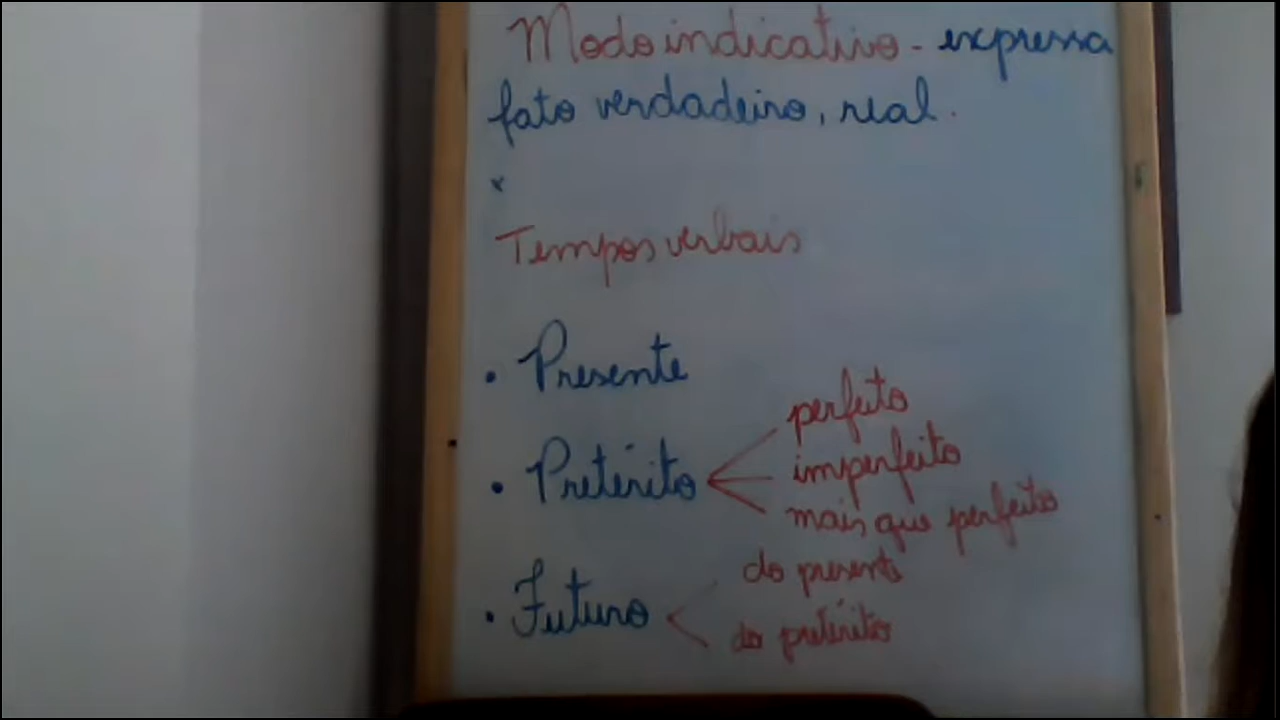 Modo indicativo - expressa
fato verdadeiro, real.
x
Tempos verbais
• Presente
perfeito
imperfeito
• Pretérito
mais que perfeito
do presente
• Futuro
do pretérito